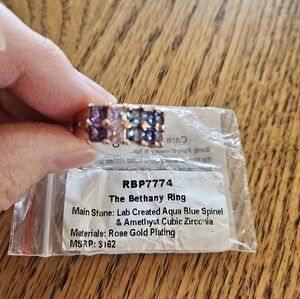 Care
RBP7774
The Bethany Ring
Main Stone: Lab Created Aqua Blue Spinel
& Amethyst Cubic Zirconia
Materials: Rose Gold Plating
MSRP: $162